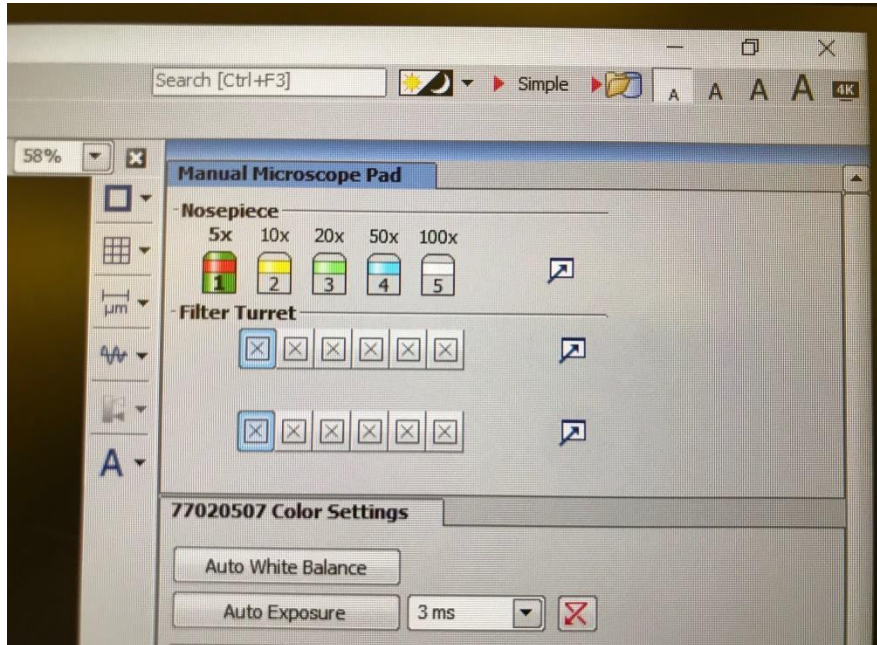 Search [Ctrl+F3] Simple A A A A 4K
58%
Manual Microscope Pad
Nosepiece
5x 10x 20x 50x 100x
1 2 3 4 5
µm
Filter Turret
A
77020507 Color Settings
Auto White Balance
Auto Exposure 3 ms